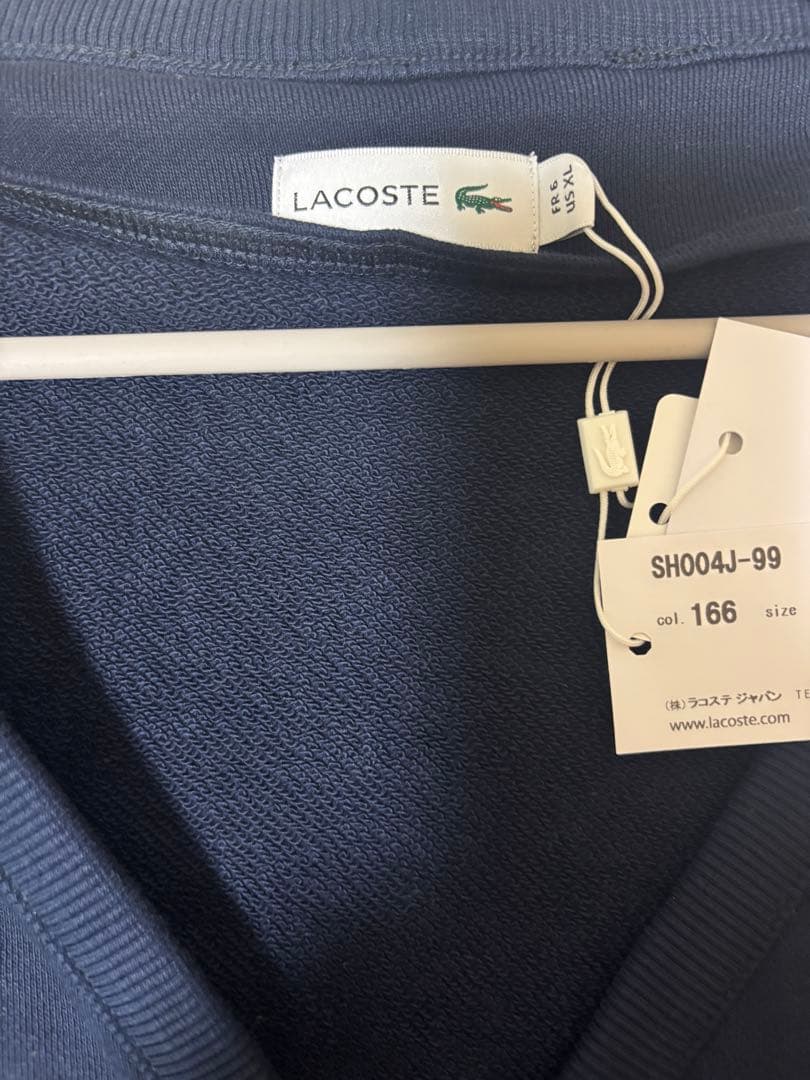 LACOSTE
FR 6
US XL
SH004J-99
col. 166 size
(株)ラコステ ジャパン TE
www.lacoste.com